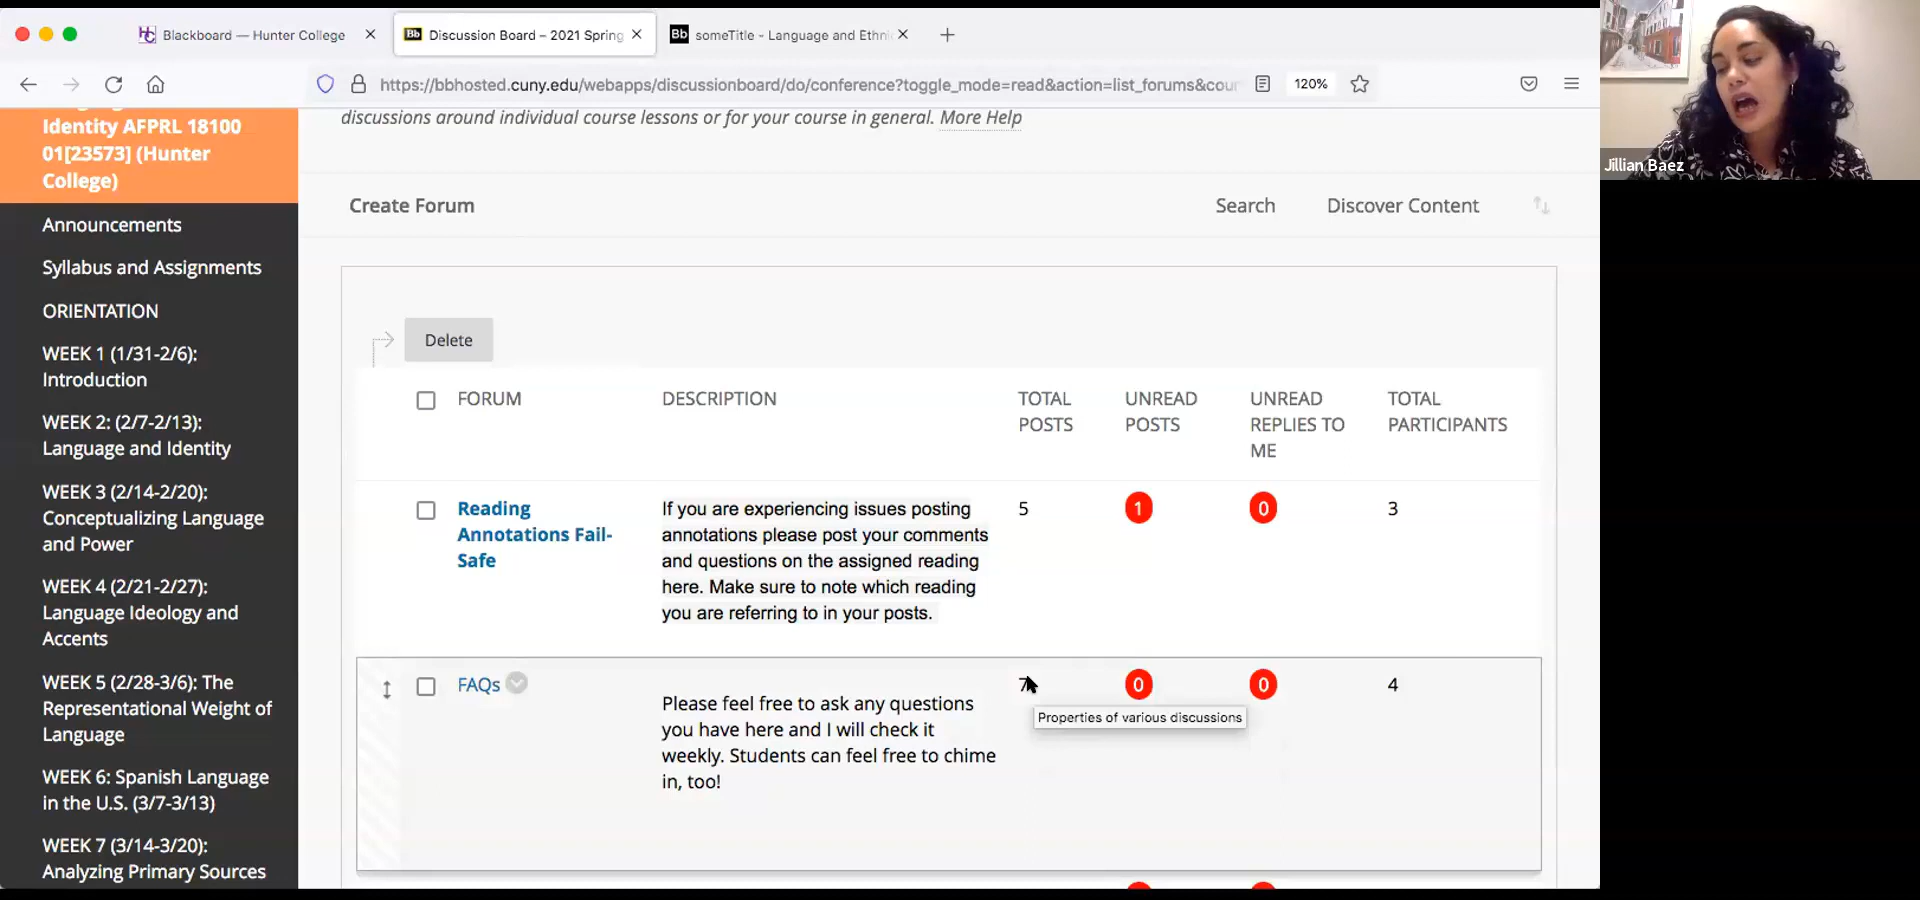 Blackboard — Hunter College
Discussion Board – 2021 Spring
someTitle - Language and Ethni
https://bbhosted.cuny.edu/webapps/discussionboard/do/conference?toggle_mode=read&action=list_forums&cour
120%
Jillian Baez
Identity AFPRL 18100
01[23573] (Hunter
College)
Announcements
Syllabus and Assignments
ORIENTATION
WEEK 1 (1/31-2/6):
Introduction
WEEK 2: (2/7-2/13):
Language and Identity
WEEK 3 (2/14-2/20):
Conceptualizing Language
and Power
WEEK 4 (2/21-2/27):
Language Ideology and
Accents
WEEK 5 (2/28-3/6): The
Representational Weight of
Language
WEEK 6: Spanish Language
in the U.S. (3/7-3/13)
WEEK 7 (3/14-3/20):
Analyzing Primary Sources
discussions around individual course lessons or for your course in general. More Help
Create Forum
Search
Discover Content
Delete
FORUM
DESCRIPTION
TOTAL
POSTS
UNREAD
POSTS
UNREAD
REPLIES TO
ME
TOTAL
PARTICIPANTS
Reading
Annotations Fail-
Safe
If you are experiencing issues posting
annotations please post your comments
and questions on the assigned reading
here. Make sure to note which reading
you are referring to in your posts.
5
1
0
3
FAQs
Please feel free to ask any questions
you have here and I will check it
weekly. Students can feel free to chime
in, too!
7
0
0
4
Properties of various discussions